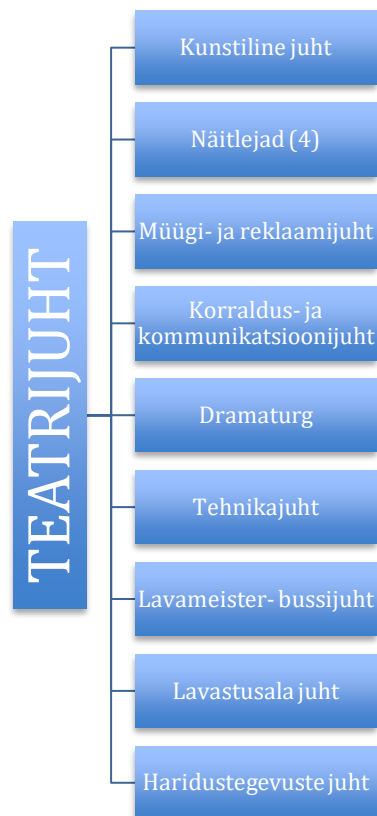 TEATRIJUHT
Kunstiline juht
Näitlejad (4)
Müügi- ja reklaamijuht
Korraldus- ja
kommunikatsioonijuht
Dramaturg
Tehnikajuht
Lavameister- bussijuht
Lavastusala juht
Haridustegevuste juht